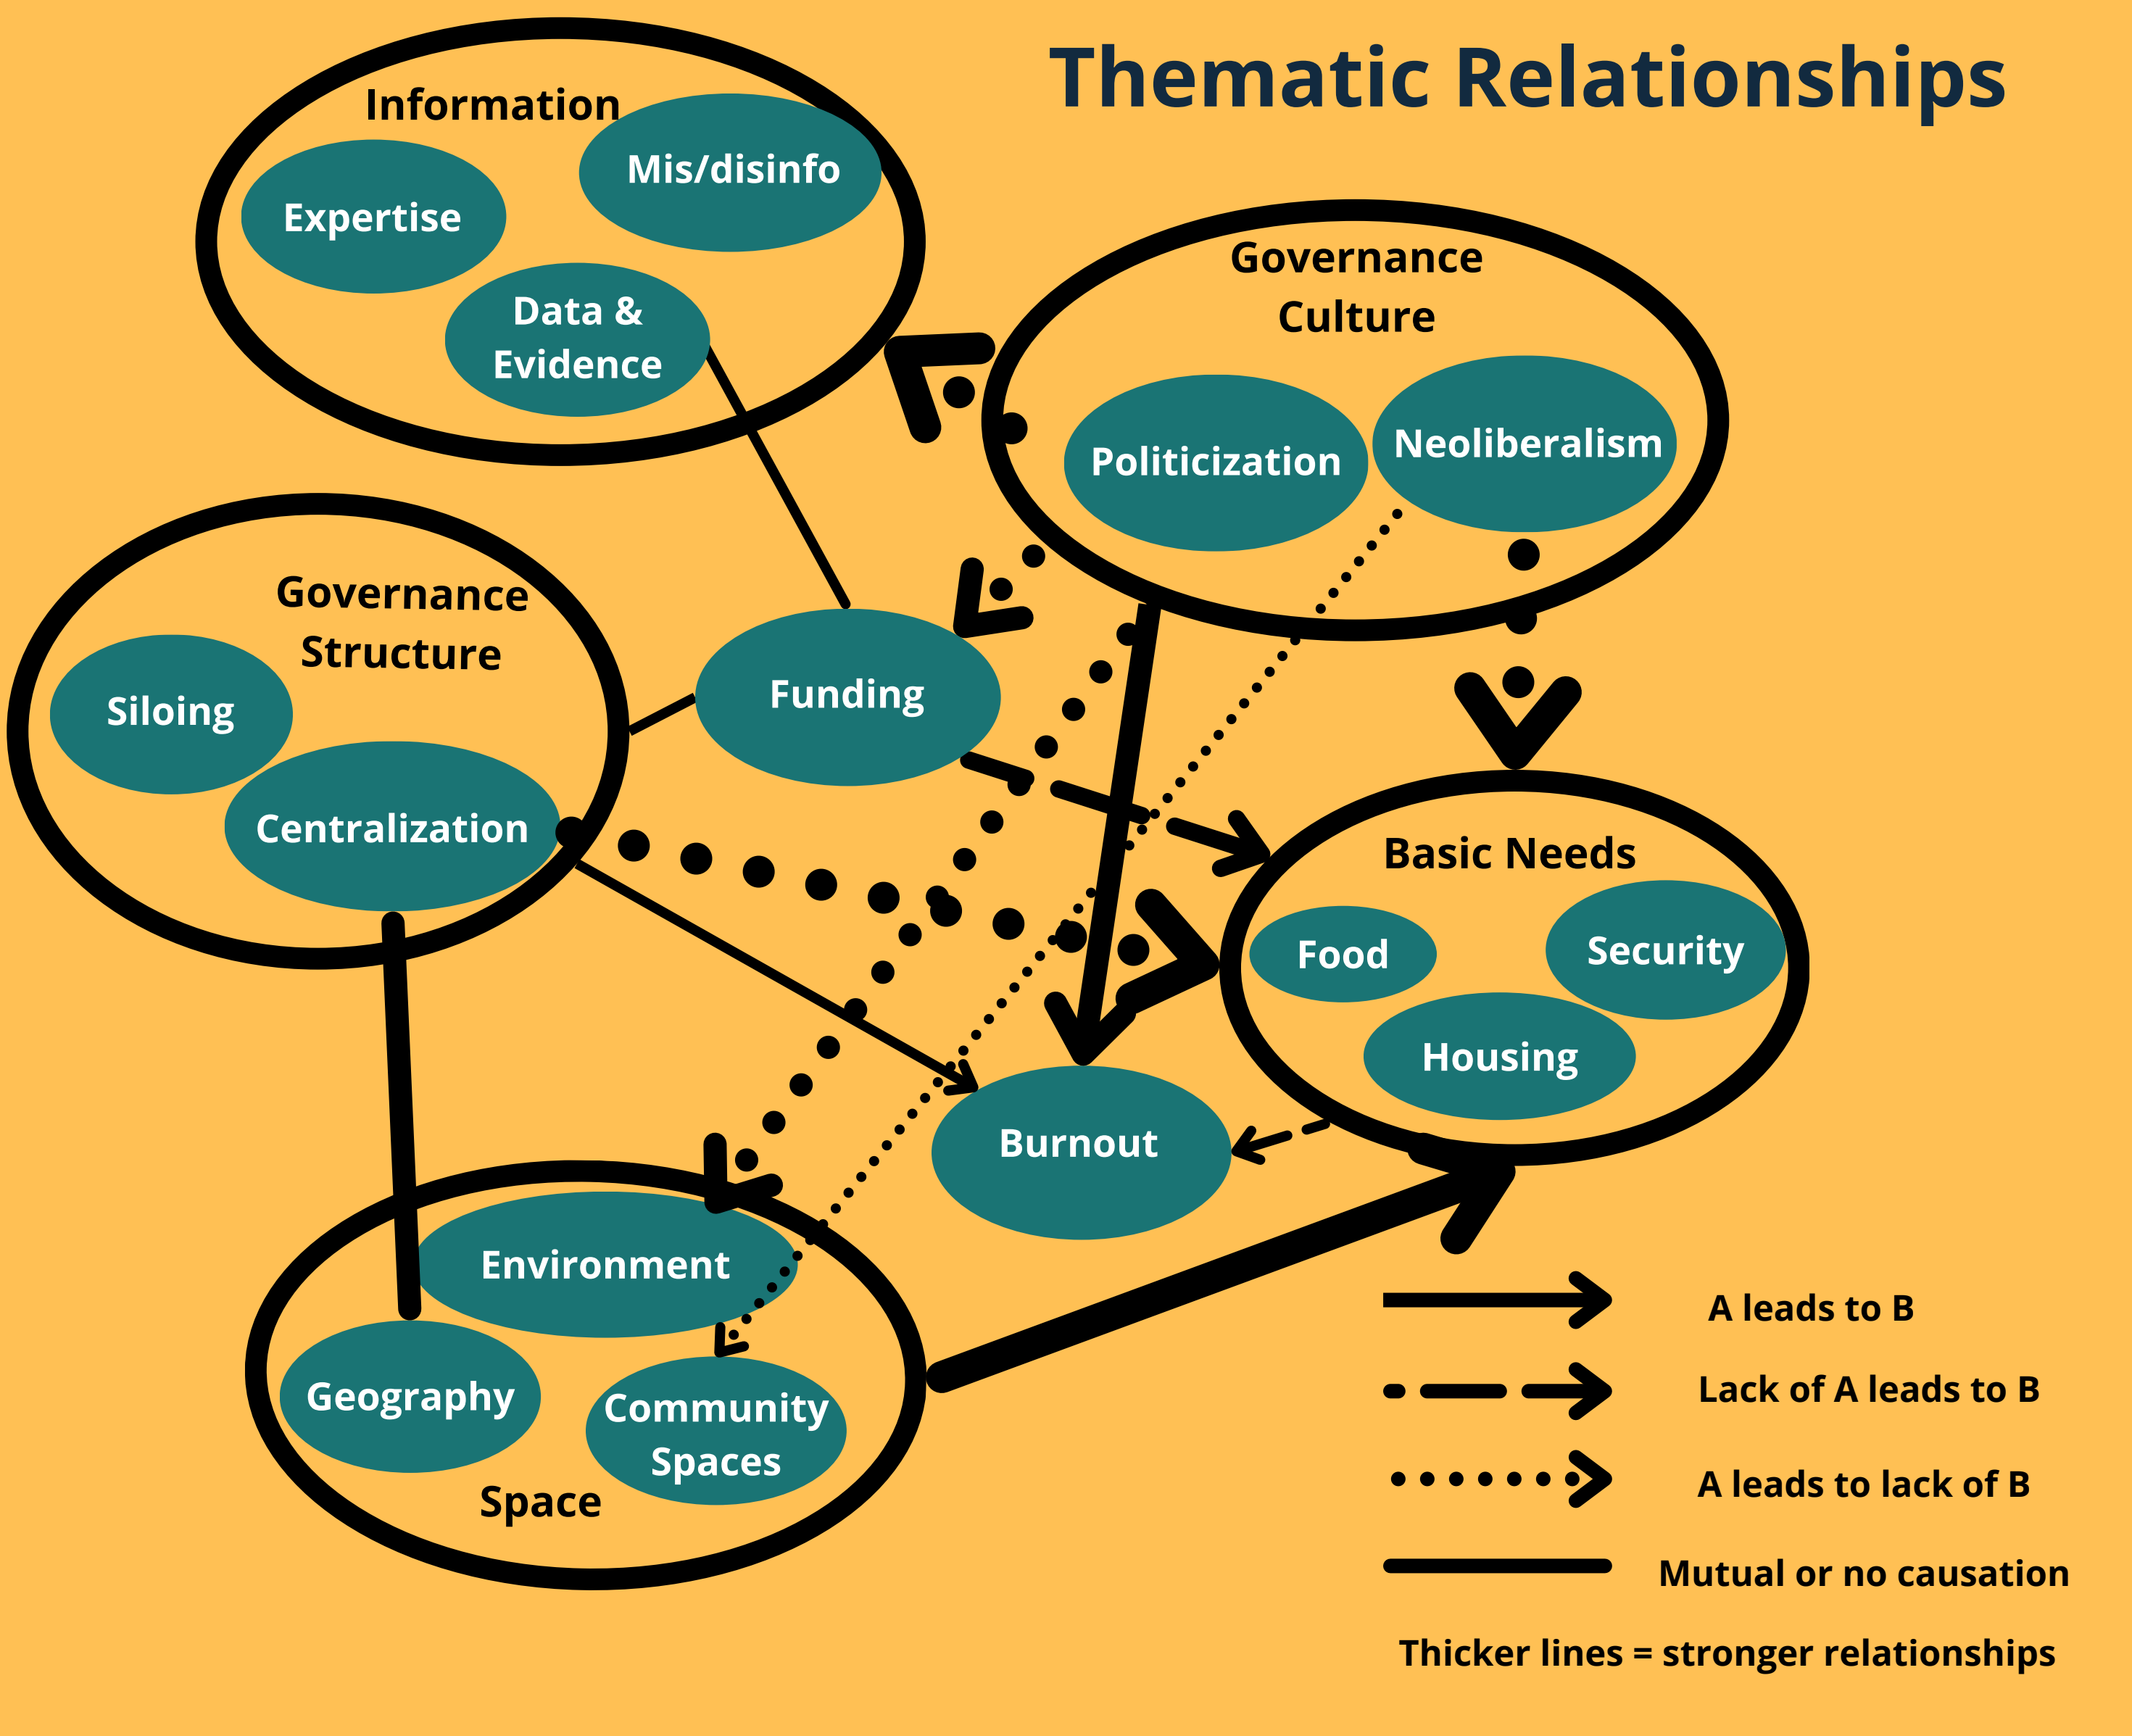 Thematic Relationships
Information
Mis/disinfo
Expertise
Data &
Evidence
Governance
Culture
Politicization
Neoliberalism
Governance
Structure
Siloing
Centralization
Funding
Basic Needs
Food
Security
Housing
Burnout
Environment
Geography
Community
Spaces
Space
A leads to B
Lack of A leads to B
A leads to lack of B
Mutual or no causation
Thicker lines = stronger relationships